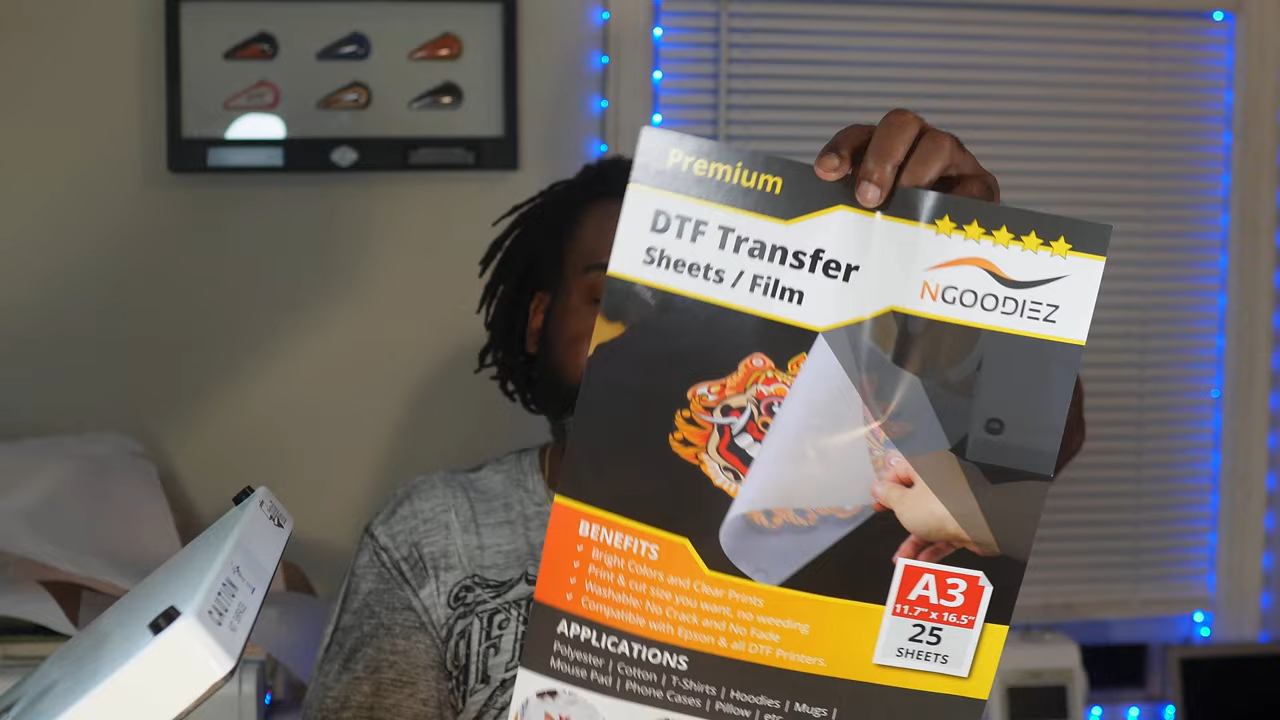 Premium
DTF Transfer
Sheets / Film
NGOODIEZ
BENEFITS
Bright Colors and Clear Prints
Print & cut size you want, no weeding
Washable: No Crack and No Fade
Compatible with Epson & all DTF Printers.
A3
11.7" x 16.5"
25
SHEETS
APPLICATIONS
Polyester | Cotton | T-Shirts | Hoodies | Mugs |
Mouse Pad | Phone Cases | Pillow | etc
CAUTION